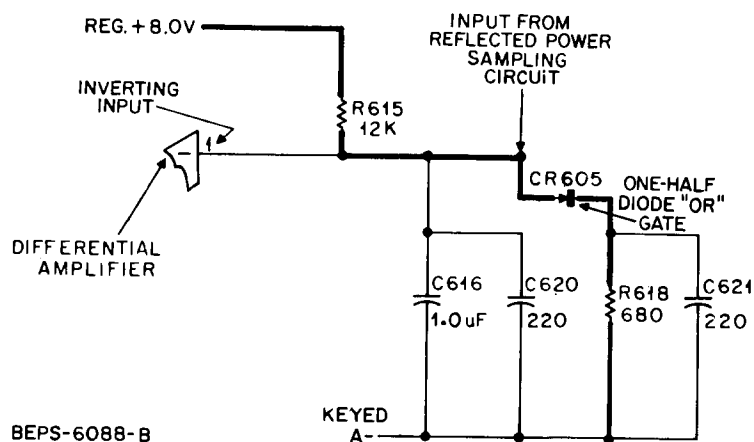 REG.+8.0V
INPUT FROM
REFLECTED POWER
SAMPLING
CIRCUIT
INVERTING
INPUT
R615
12K
1
-
CR605
ONE-HALF
DIODE "OR"
GATE
DIFFERENTIAL
AMPLIFIER
C616
1.0uF
C620
220
R618
680
C621
220
KEYED
A-
BEPS-6088-B